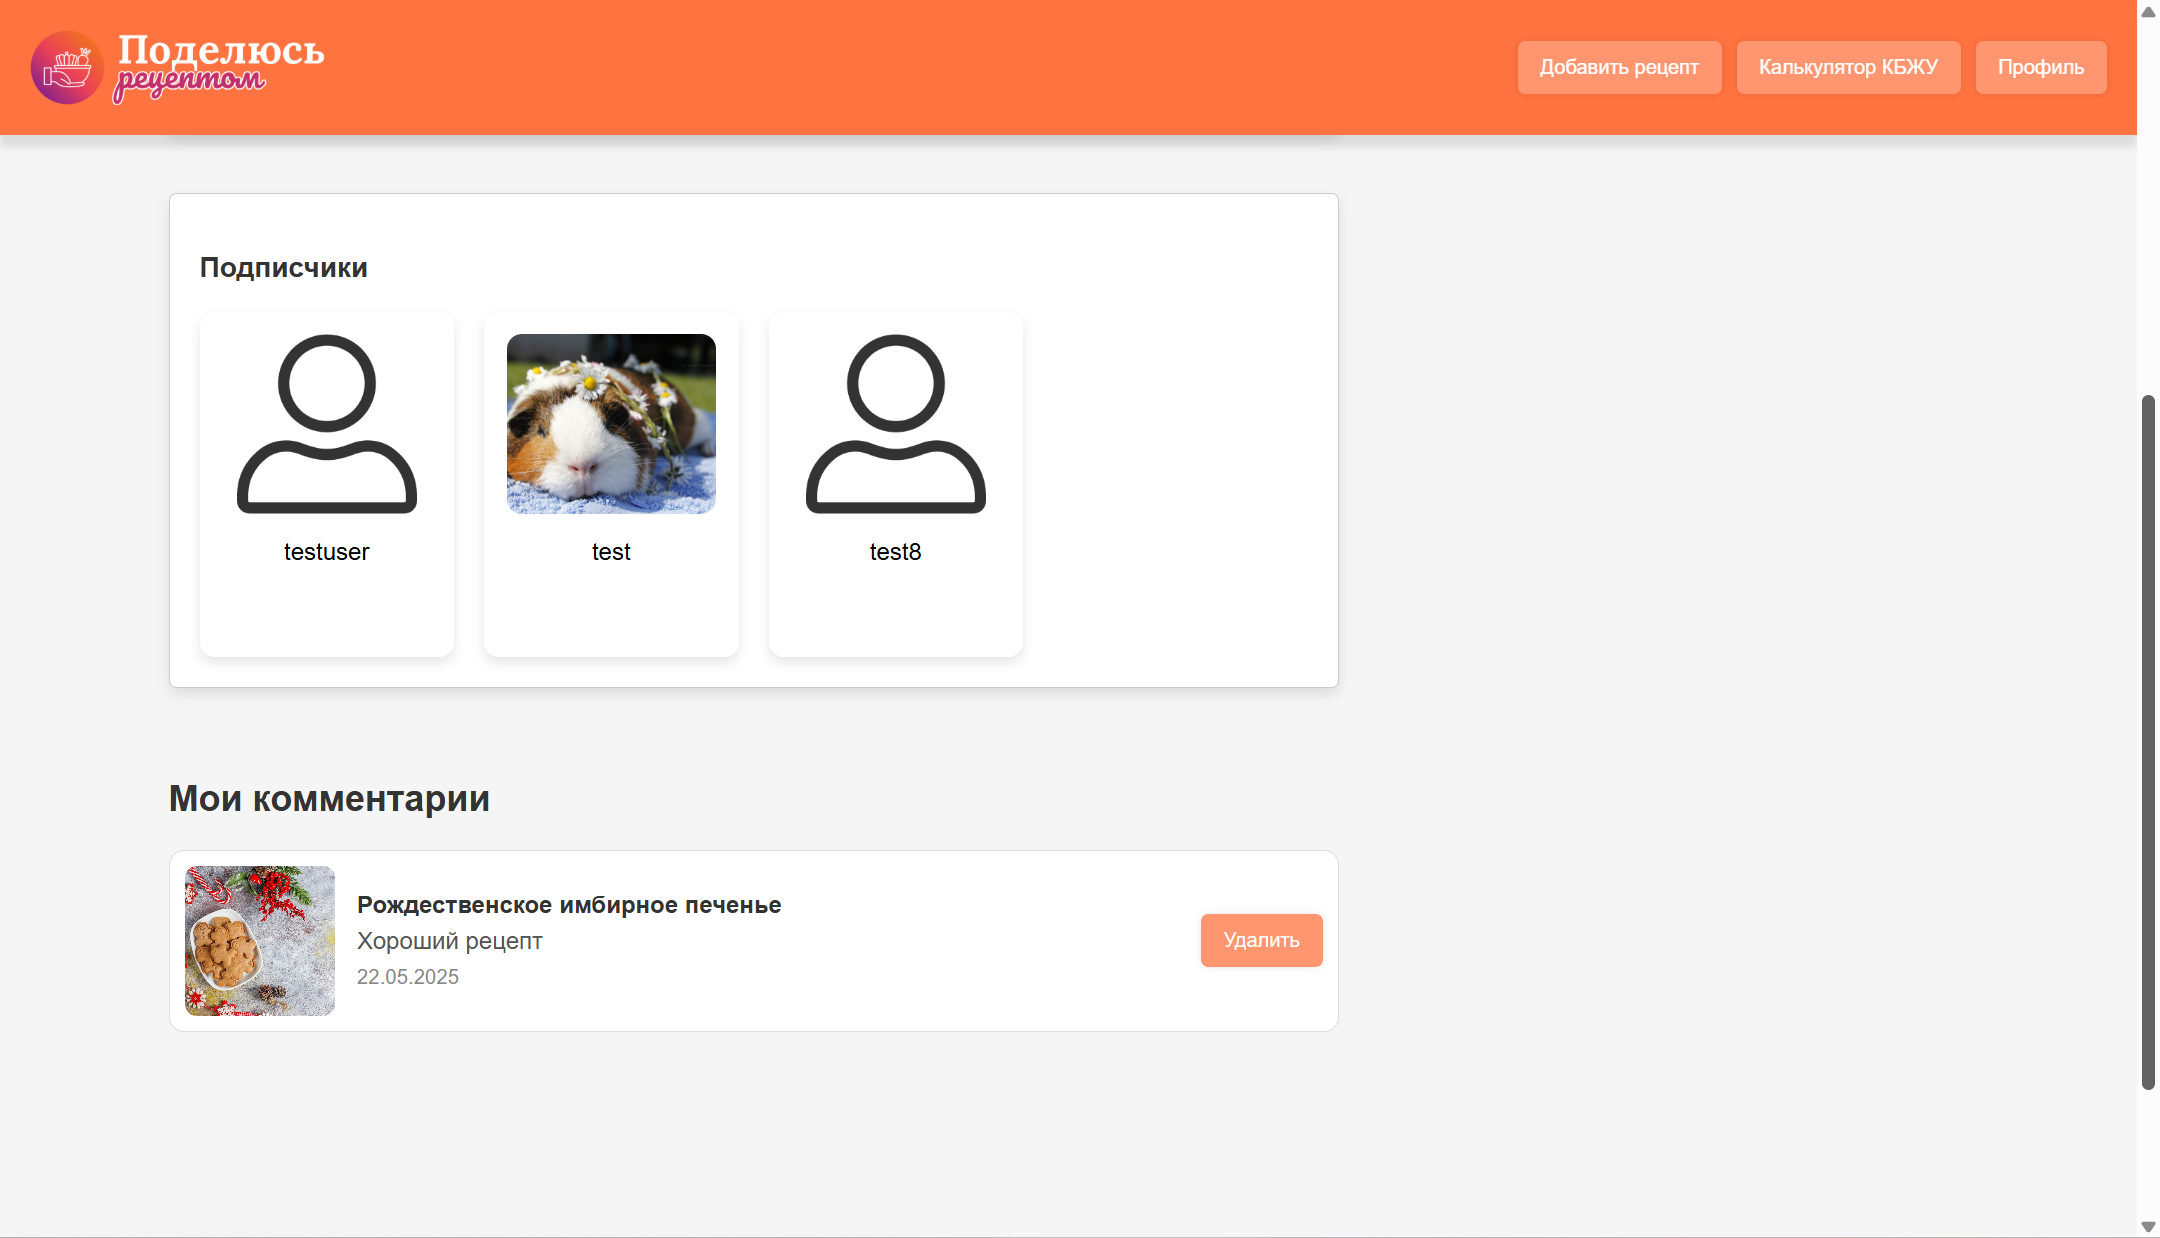 Поделюсь
рецептом
Добавить рецепт
Калькулятор КБЖУ
Профиль
Подписчики
testuser
test
test8
Мои комментарии
Рождественское имбирное печенье
Хороший рецепт
22.05.2025
Удалить